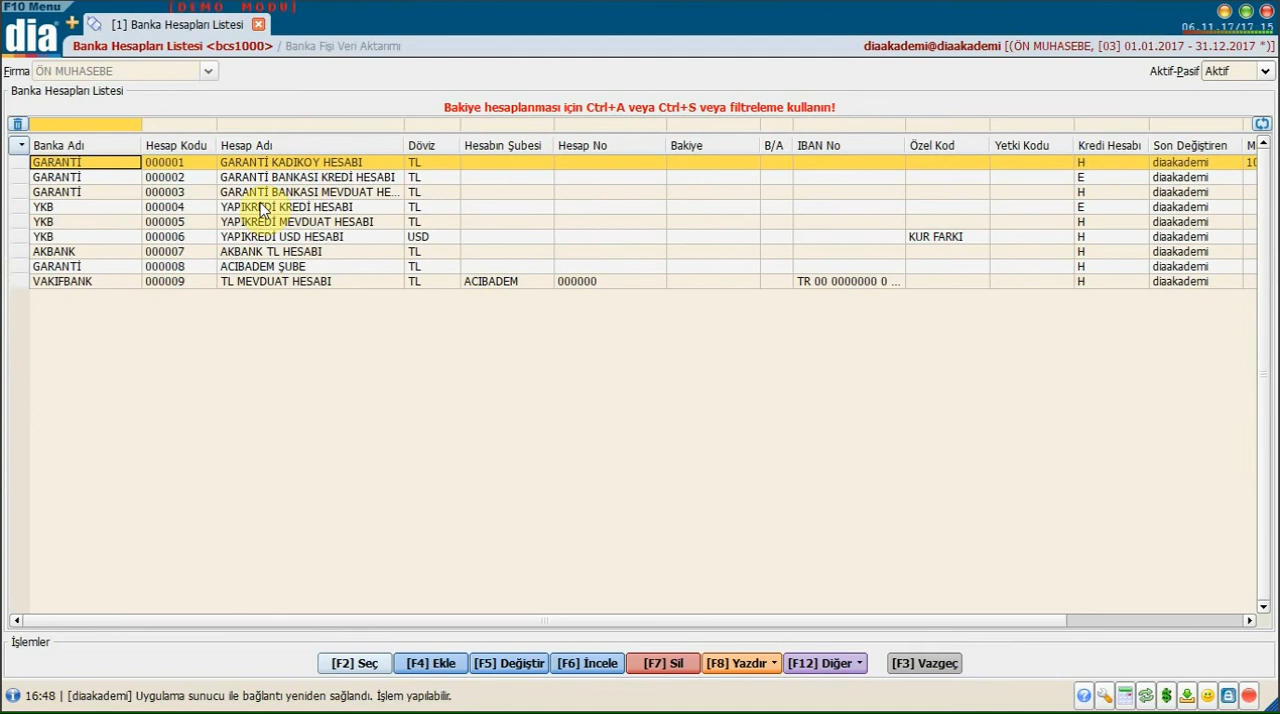 F10 Menu
[ D İ M O  M O D U ]
dia
[1] Banka Hesapları Listesi
06.11.17/17 15
Banka Hesapları Listesi <bcs1000> / Banka Fişi Veri Aktarımı
diaakademi@diaakademi [(ÖN MUHASEBE, [03] 01.01.2017 - 31.12.2017 *)]
Firma ÖN MUHASEBE
Aktif-Pasif Aktif
Banka Hesapları Listesi
Bakiye hesaplanması için Ctrl+A veya Ctrl+S veya filtreleme kullanın!
Banka Adı Hesap Kodu Hesap Adı Döviz Hesabın Şubesi Hesap No Bakiye B/A IBAN No Özel Kod Yetki Kodu Kredi Hesabı Son Değiştiren M
GARANTİ 000001 GARANTİ KADIKOY HESABI TL H diaakademi 10
GARANTİ 000002 GARANTİ BANKASI KREDİ HESABI TL E diaakademi
GARANTİ 000003 GARANTİ BANKASI MEVDUAT HE... TL H diaakademi
YKB 000004 YAPIKREDİ KREDİ HESABI TL E diaakademi
YKB 000005 YAPIKREDİ MEVDUAT HESABI TL H diaakademi
YKB 000006 YAPIKREDİ USD HESABI USD KUR FARKI H diaakademi
AKBANK 000007 AKBANK TL HESABI TL H diaakademi
GARANTİ 000008 ACIBADEM ŞUBE TL H diaakademi
VAKIFBANK 000009 TL MEVDUAT HESABI TL ACIBADEM 000000 TR 00 0000000 0 ... H diaakademi
İşlemler
[F2] Seç [F4] Ekle [F5] Değiştir [F6] İncele [F7] Sil [F8] Yazdır [F12] Diğer [F3] Vazgeç
16:48 | [diaakademi] Uygulama sunucu ile bağlantı yeniden sağlandı. İşlem yapılabilir.